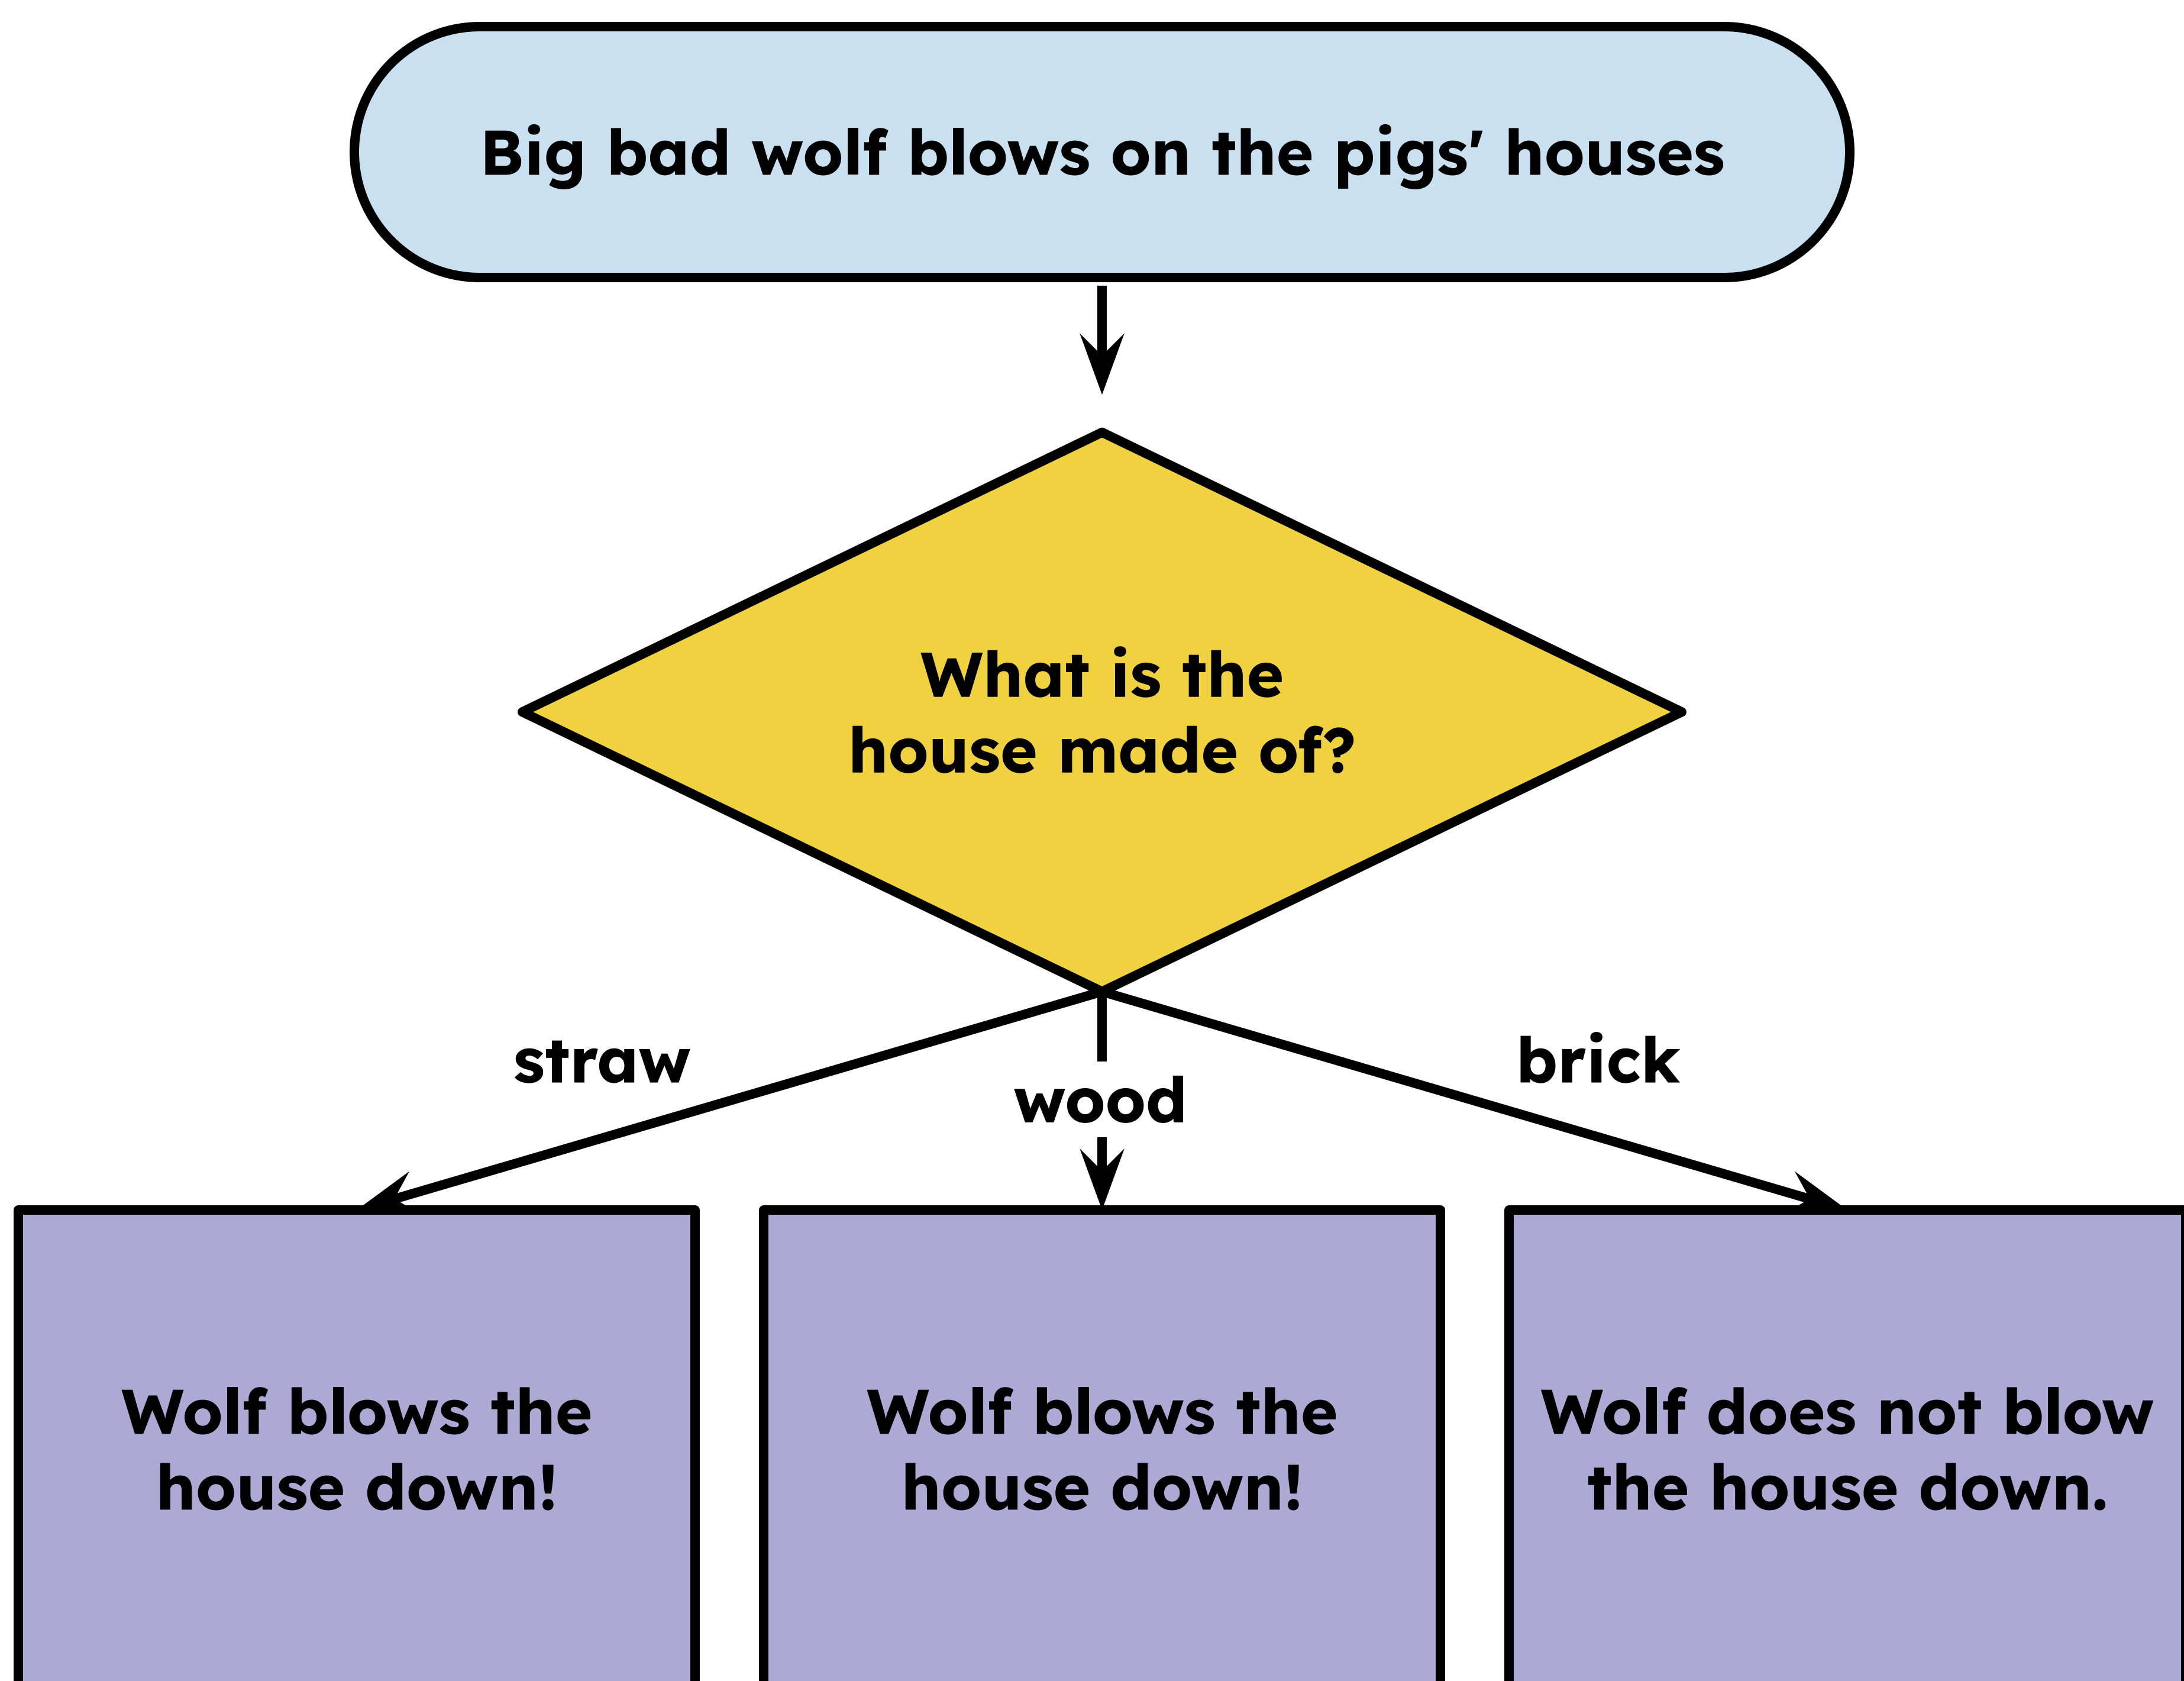 Big bad wolf blows on the pigs’ houses
What is the
house made of?
straw
wood
brick
Wolf blows the
house down!
Wolf blows the
house down!
Wolf does not blow
the house down.